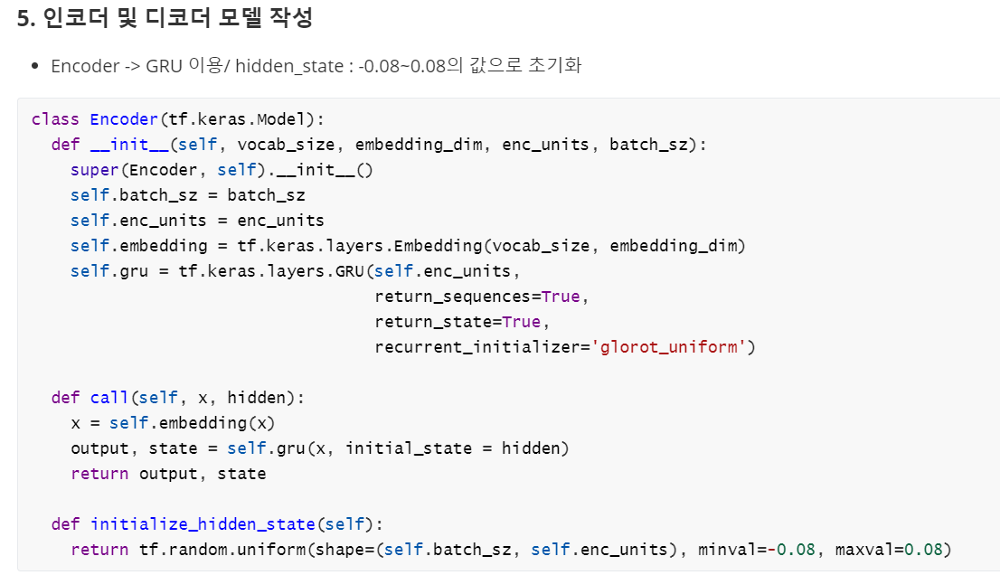 5. 인코더 및 디코더 모델 작성
• Encoder -> GRU 이용/ hidden_state : -0.08~0.08의 값으로 초기화
class Encoder(tf.keras.Model):
  def __init__(self, vocab_size, embedding_dim, enc_units, batch_sz):
    super(Encoder, self).__init__()
    self.batch_sz = batch_sz
    self.enc_units = enc_units
    self.embedding = tf.keras.layers.Embedding(vocab_size, embedding_dim)
    self.gru = tf.keras.layers.GRU(self.enc_units,
                                   return_sequences=True,
                                   return_state=True,
                                   recurrent_initializer='glorot_uniform')

  def call(self, x, hidden):
    x = self.embedding(x)
    output, state = self.gru(x, initial_state = hidden)
    return output, state

  def initialize_hidden_state(self):
    return tf.random.uniform(shape=(self.batch_sz, self.enc_units), minval=-0.08, maxval=0.08)